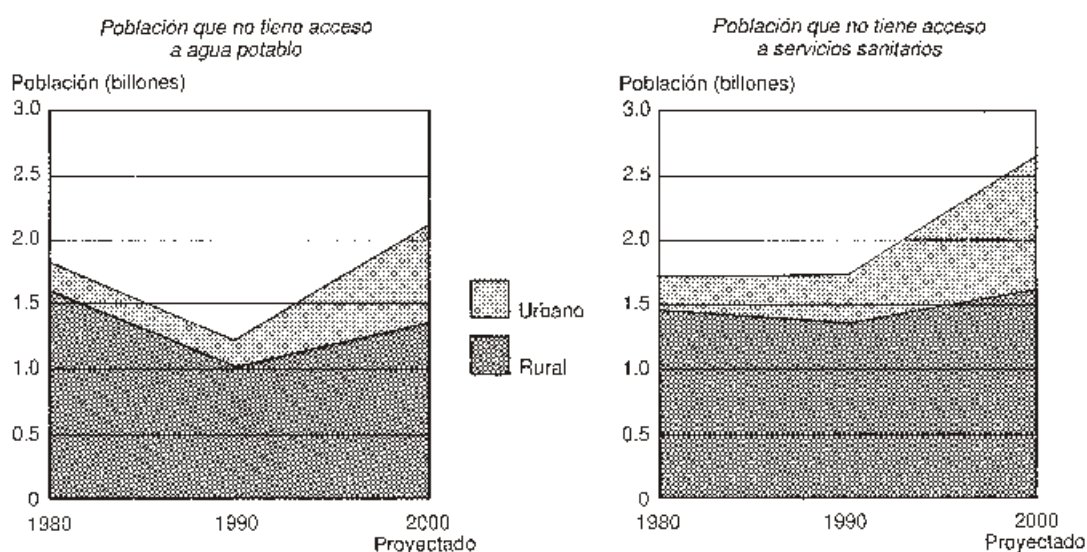 Población que no tieno acceso
a agua potablo
Población (billones)
3.0
2.5
2.0
1.5
1.0
0.5
0
1980
1990
2000
Proyectado
Urbano
Rural
Población que no tiene acceso
a servicios sanitarios
Población (billones)
3.0
2.5
2.0
1.5
1.0
0.5
0
1980
1990
2000
Proyectado